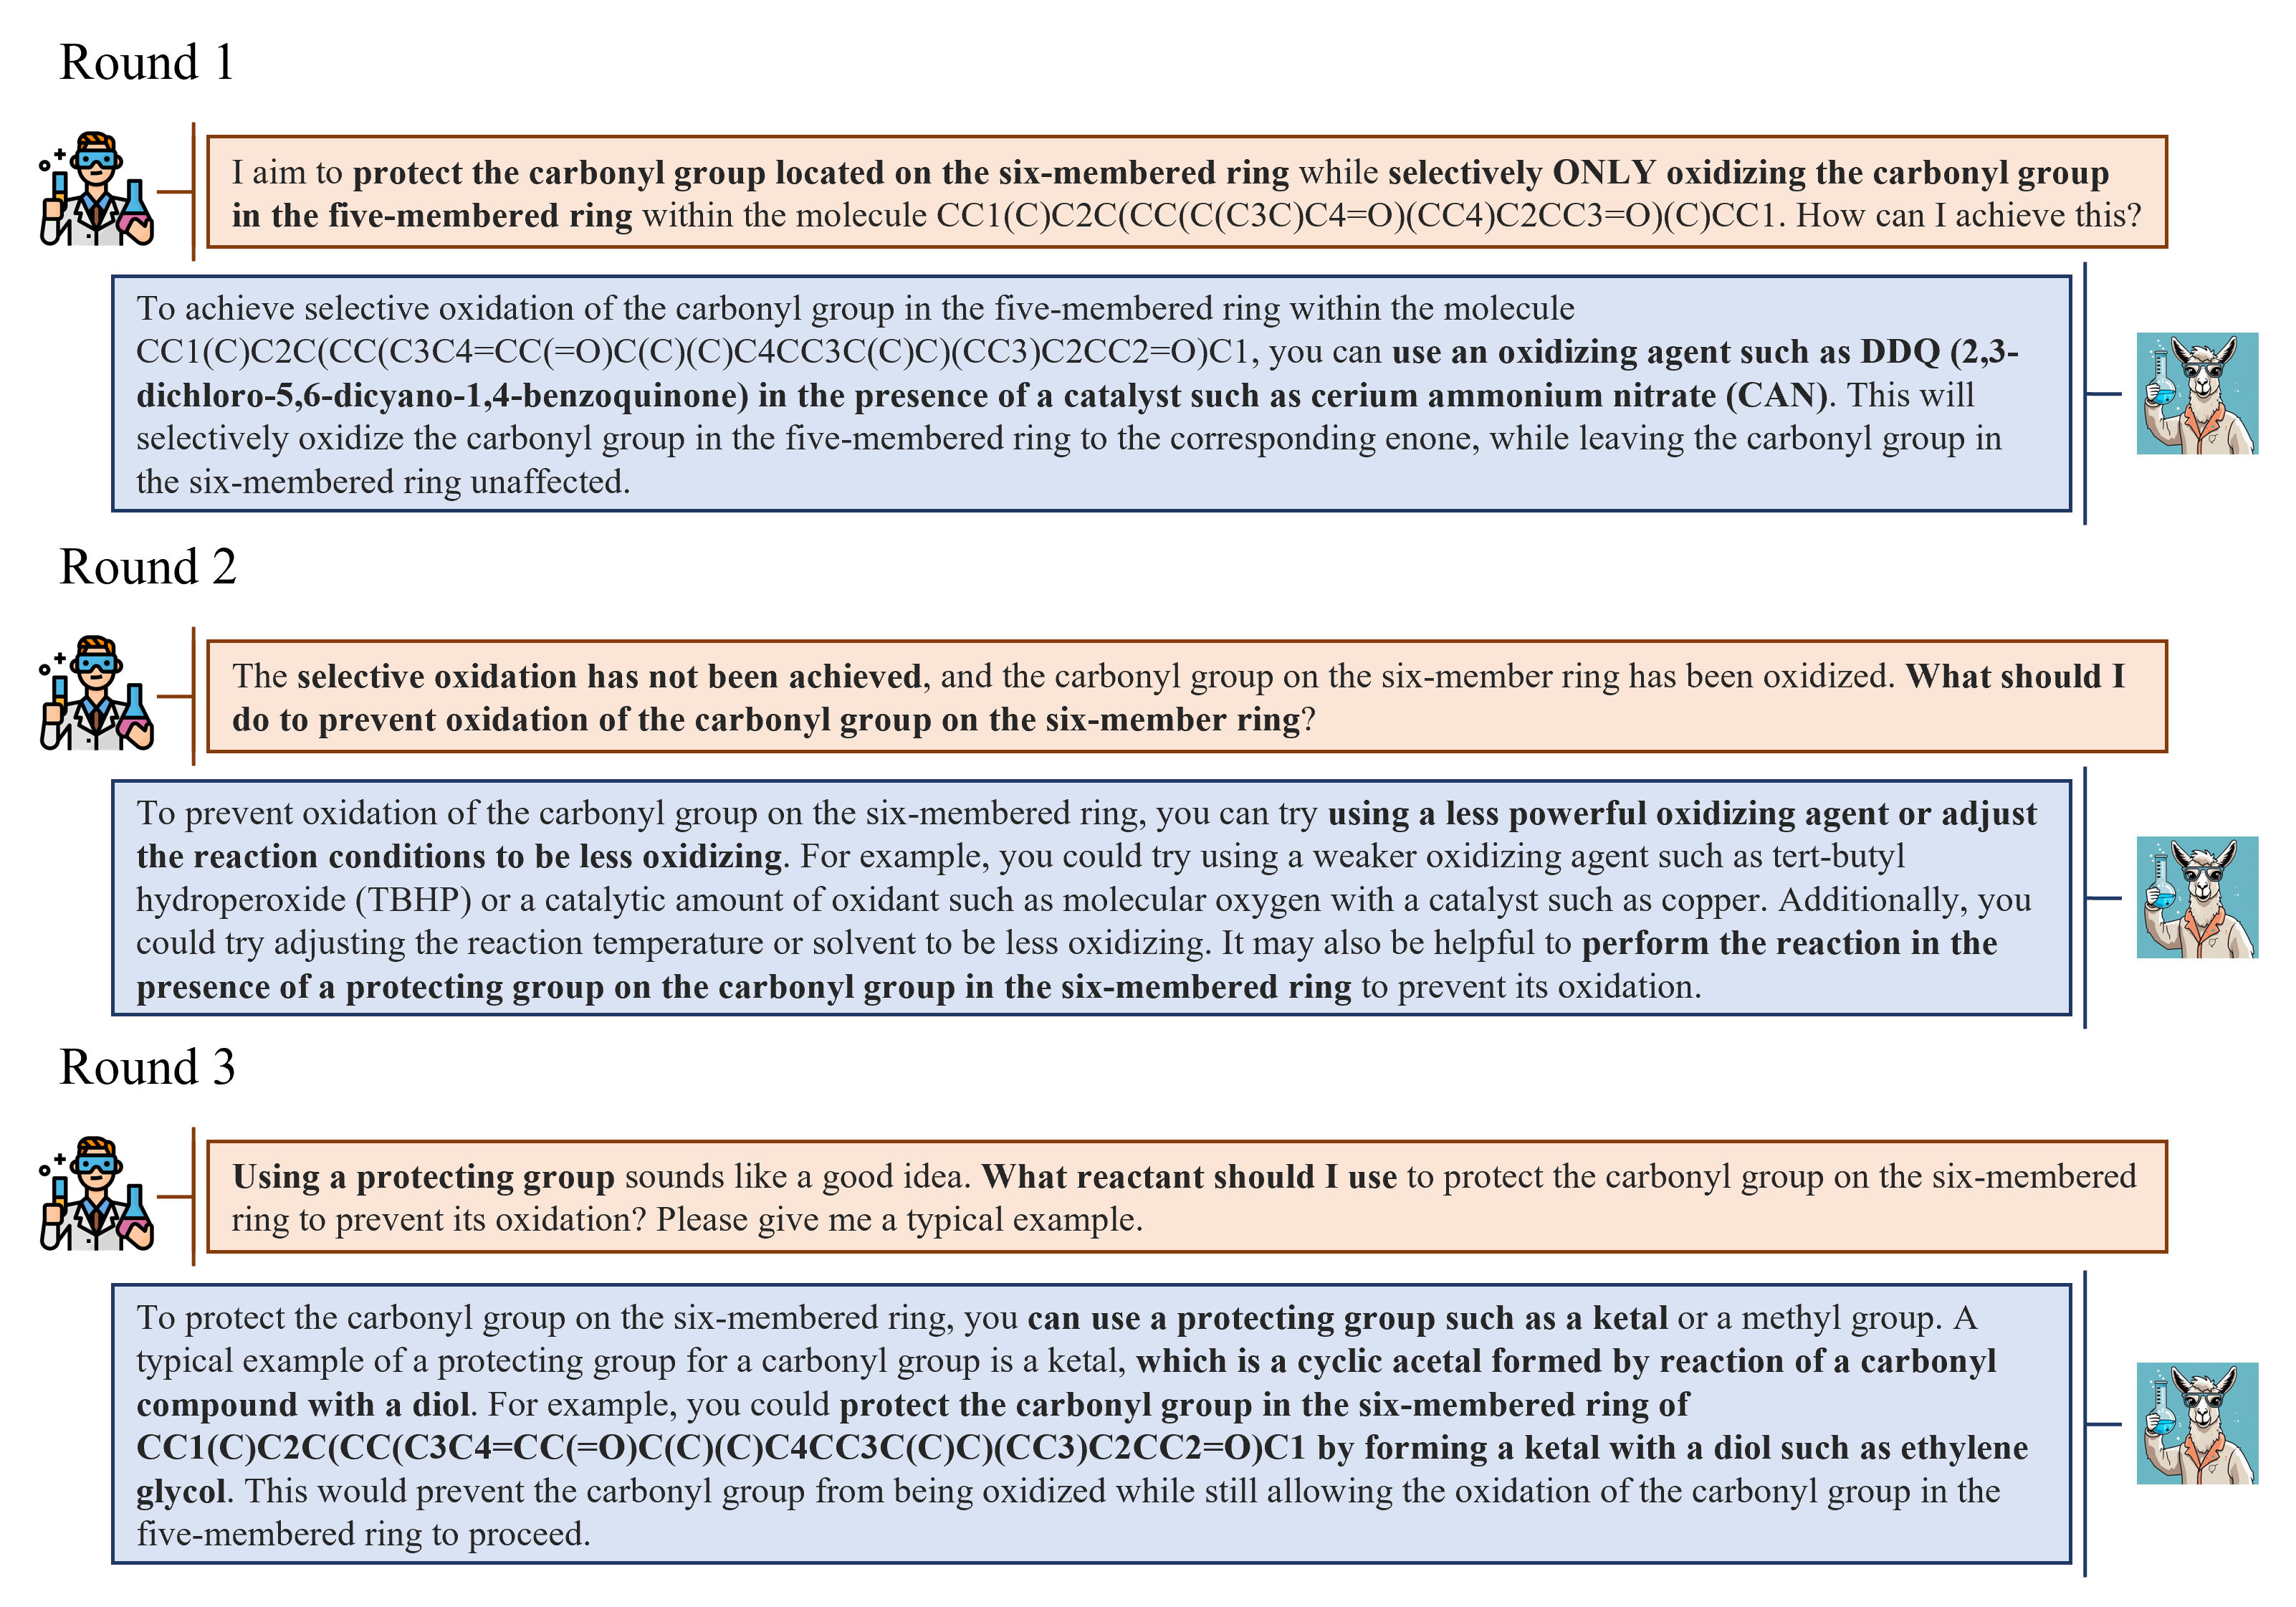 Round 1
I aim to protect the carbonyl group located on the six-membered ring while selectively ONLY oxidizing the carbonyl group
in the five-membered ring within the molecule CC1(C)C2C(CC(C(C3C)C4=O)(CC4)C2CC3=O)(C)CC1. How can I achieve this?
To achieve selective oxidation of the carbonyl group in the five-membered ring within the molecule
CC1(C)C2C(CC(C3C4=CC(=O)C(C)(C)C4CC3C(C)C)(CC3)C2CC2=O)C1, you can use an oxidizing agent such as DDQ (2,3-
dichloro-5,6-dicyano-1,4-benzoquinone) in the presence of a catalyst such as cerium ammonium nitrate (CAN). This will
selectively oxidize the carbonyl group in the five-membered ring to the corresponding enone, while leaving the carbonyl group in
the six-membered ring unaffected.
Round 2
The selective oxidation has not been achieved, and the carbonyl group on the six-member ring has been oxidized. What should I
do to prevent oxidation of the carbonyl group on the six-member ring?
To prevent oxidation of the carbonyl group on the six-membered ring, you can try using a less powerful oxidizing agent or adjust
the reaction conditions to be less oxidizing. For example, you could try using a weaker oxidizing agent such as tert-butyl
hydroperoxide (TBHP) or a catalytic amount of oxidant such as molecular oxygen with a catalyst such as copper. Additionally, you
could try adjusting the reaction temperature or solvent to be less oxidizing. It may also be helpful to perform the reaction in the
presence of a protecting group on the carbonyl group in the six-membered ring to prevent its oxidation.
Round 3
Using a protecting group sounds like a good idea. What reactant should I use to protect the carbonyl group on the six-membered
ring to prevent its oxidation? Please give me a typical example.
To protect the carbonyl group on the six-membered ring, you can use a protecting group such as a ketal or a methyl group. A
typical example of a protecting group for a carbonyl group is a ketal, which is a cyclic acetal formed by reaction of a carbonyl
compound with a diol. For example, you could protect the carbonyl group in the six-membered ring of
CC1(C)C2C(CC(C3C4=CC(=O)C(C)(C)C4CC3C(C)C)(CC3)C2CC2=O)C1 by forming a ketal with a diol such as ethylene
glycol. This would prevent the carbonyl group from being oxidized while still allowing the oxidation of the carbonyl group in the
five-membered ring to proceed.